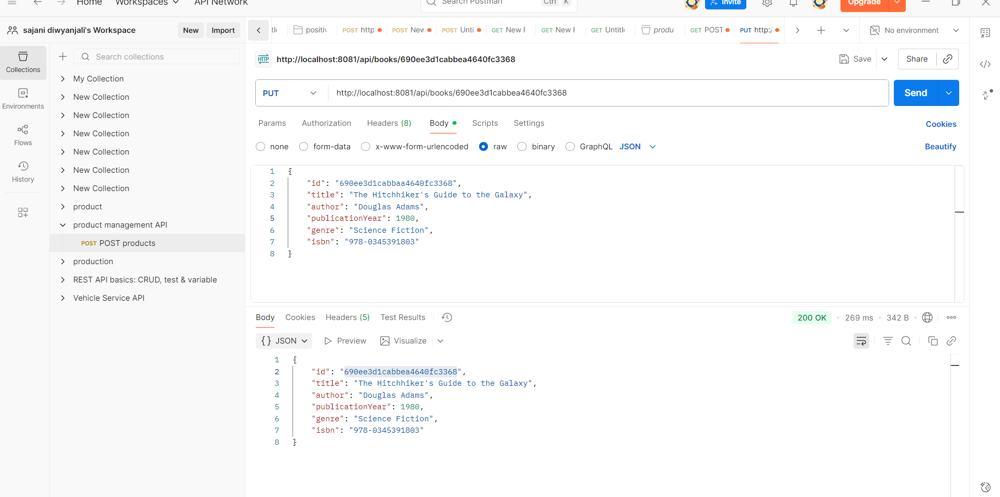 Home Workspaces API Network Search Postman Ctrl K Invite Upgrade
sajani diwyanjali's Workspace New Import
positiv POST http POST New POST Unti GET New GET New GET Untitle produ GET POST PUT http:/ No environment
Collections
Environments
Flows
History
Search collections
My Collection
New Collection
New Collection
New Collection
New Collection
New Collection
New Collection
product
product management API
POST POST products
production
REST API basics: CRUD, test & variable
Vehicle Service API
HTTP http://localhost:8081/api/books/690ee3d1cabbea4640fc3368 Save Share
PUT http://localhost:8081/api/books/690ee3d1cabbea4640fc3368 Send
Params Authorization Headers (8) Body Scripts Settings Cookies
none form-data x-www-form-urlencoded raw binary GraphQL JSON Beautify
1 {
2 "id": "690ee3d1cabbaa4640fc3368",
3 "title": "The Hitchhiker's Guide to the Galaxy",
4 "author": "Douglas Adams",
5 "publicationYear": 1980,
6 "genre": "Science Fiction",
7 "isbn": "978-0345391803"
8 }
Body Cookies Headers (5) Test Results 200 OK 269 ms 342 B
{} JSON Preview Visualize
1 {
2 "id": "690ee3d1cabbea4640fc3368",
3 "title": "The Hitchhiker's Guide to the Galaxy",
4 "author": "Douglas Adams",
5 "publicationYear": 1980,
6 "genre": "Science Fiction",
7 "isbn": "978-0345391803"
8 }